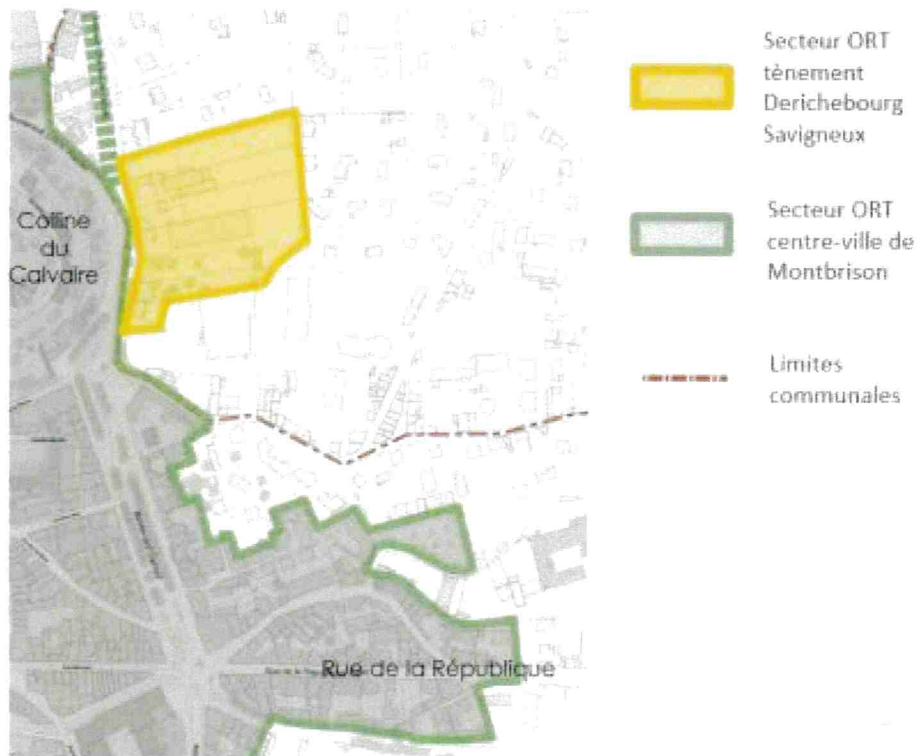 Colline
du
Calvaire
Rue de la République
Secteur ORT
tènement
Derichebourg
Savigneux
Secteur ORT
centre-ville de
Montbrison
Limites
communales